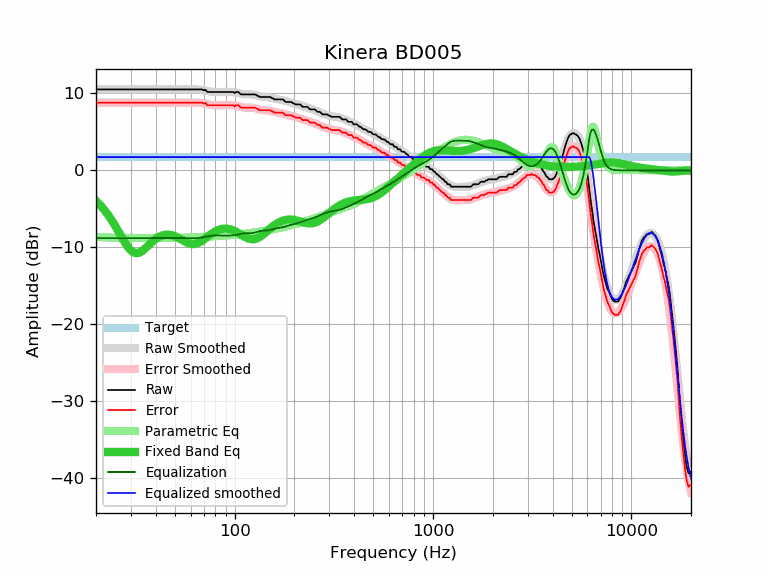 Kinera BD005
Amplitude (dBr)
10
0
−10
−20
−30
−40
Target
Raw Smoothed
Error Smoothed
Raw
Error
Parametric Eq
Fixed Band Eq
Equalization
Equalized smoothed
100
1000
10000
Frequency (Hz)